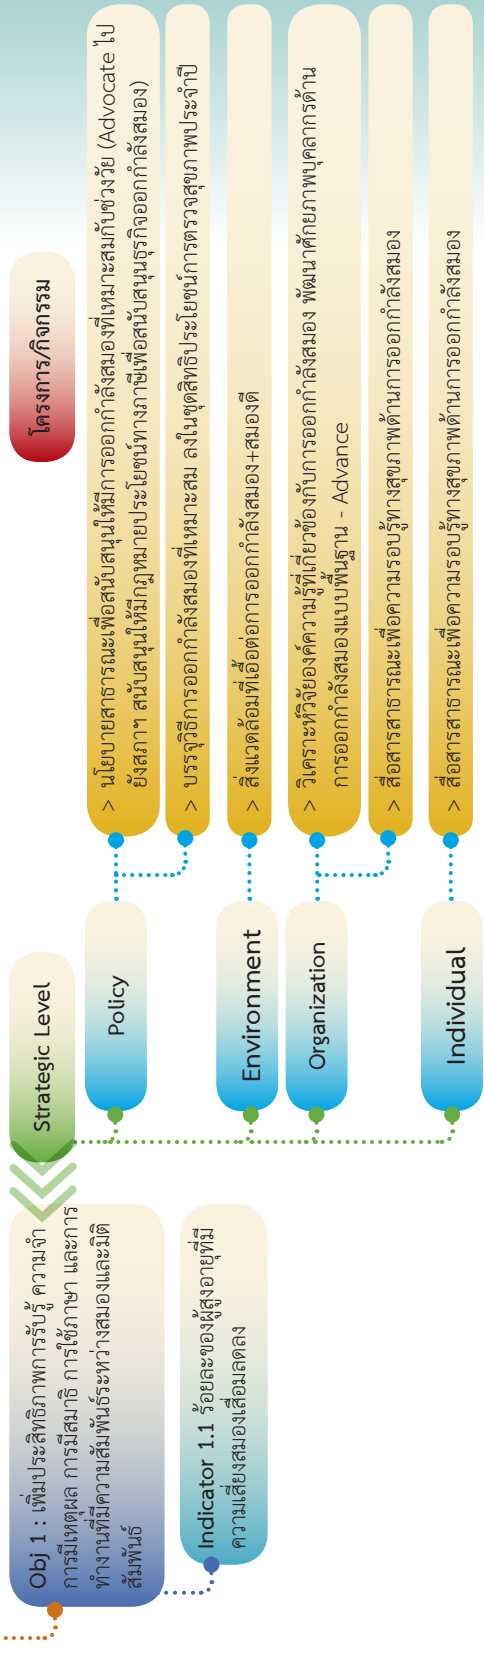 Obj 1 : เพิ่มประสิทธิภาพการรับรู้ ความจำ
การมีเหตุผล การมีสมาธิ การใช้ภาษา และการ
ทำงานที่มีความสัมพันธ์ระหว่างสมองและมิติ
สัมพันธ์
Indicator 1.1 ร้อยละของผู้สูงอายุที่มี
ความเสี่ยงสมองเสื่อมลดลง
Strategic Level
โครงการ/กิจกรรม
Policy
> นโยบายสาธารณะเพื่อสนับสนุนให้มีการออกกำลังสมองที่เหมาะสมกับช่วงวัย (Advocate ไป
ยังสภาฯ สนับสนุนให้มีกฎหมายประโยชน์ทางภาษีเพื่อสนับสนุนธุรกิจออกกำลังสมอง)
> บรรจุวิธีการออกกำลังสมองที่เหมาะสม ลงในชุดสิทธิประโยชน์การตรวจสุขภาพประจำปี
Environment
> สิ่งแวดล้อมที่เอื้อต่อการออกกำลังสมอง+สมองดี
Organization
> วิเคราะห์วิจัยองค์ความรู้ที่เกี่ยวข้องกับการออกกำลังสมอง พัฒนาศักยภาพบุคลากรด้าน
การออกกำลังสมองแบบพื้นฐาน - Advance
> สื่อสารสาธารณะเพื่อความรอบรู้ทางสุขภาพด้านการออกกำลังสมอง
Individual
> สื่อสารสาธารณะเพื่อความรอบรู้ทางสุขภาพด้านการออกกำลังสมอง